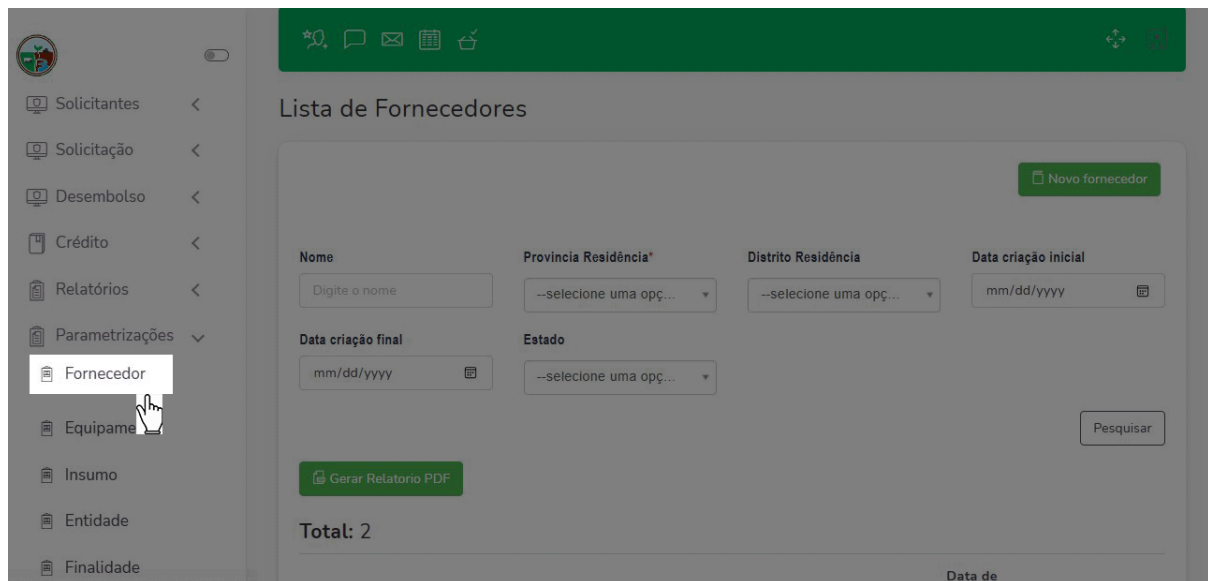 Solicitantes
Solicitação
Desembolso
Crédito
Relatórios
Parametrizações
Fornecedor
Equipame
Insumo
Entidade
Finalidade
Lista de Fornecedores
Novo fornecedor
Nome
Provincia Residência*
Distrito Residência
Data criação inicial
Digite o nome
--selecione uma opç...
--selecione uma opç...
mm/dd/yyyy
Data criação final
Estado
mm/dd/yyyy
--selecione uma opç...
Pesquisar
Gerar Relatorio PDF
Total: 2
Data de